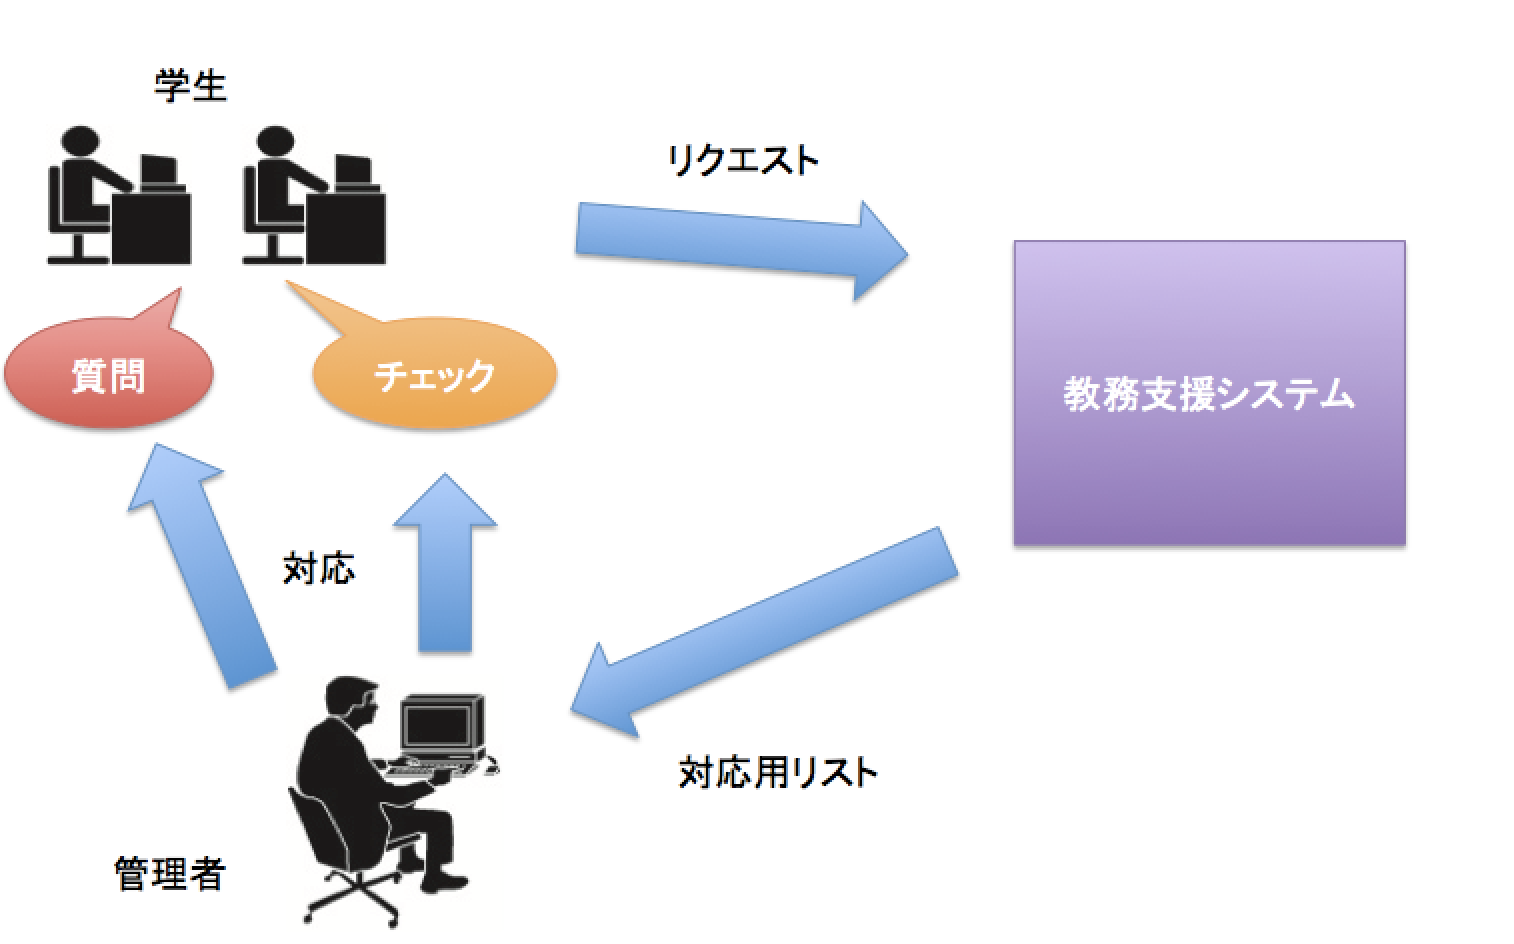 学生
リクエスト
質問
チェック
教務支援システム
対応
対応用リスト
管理者